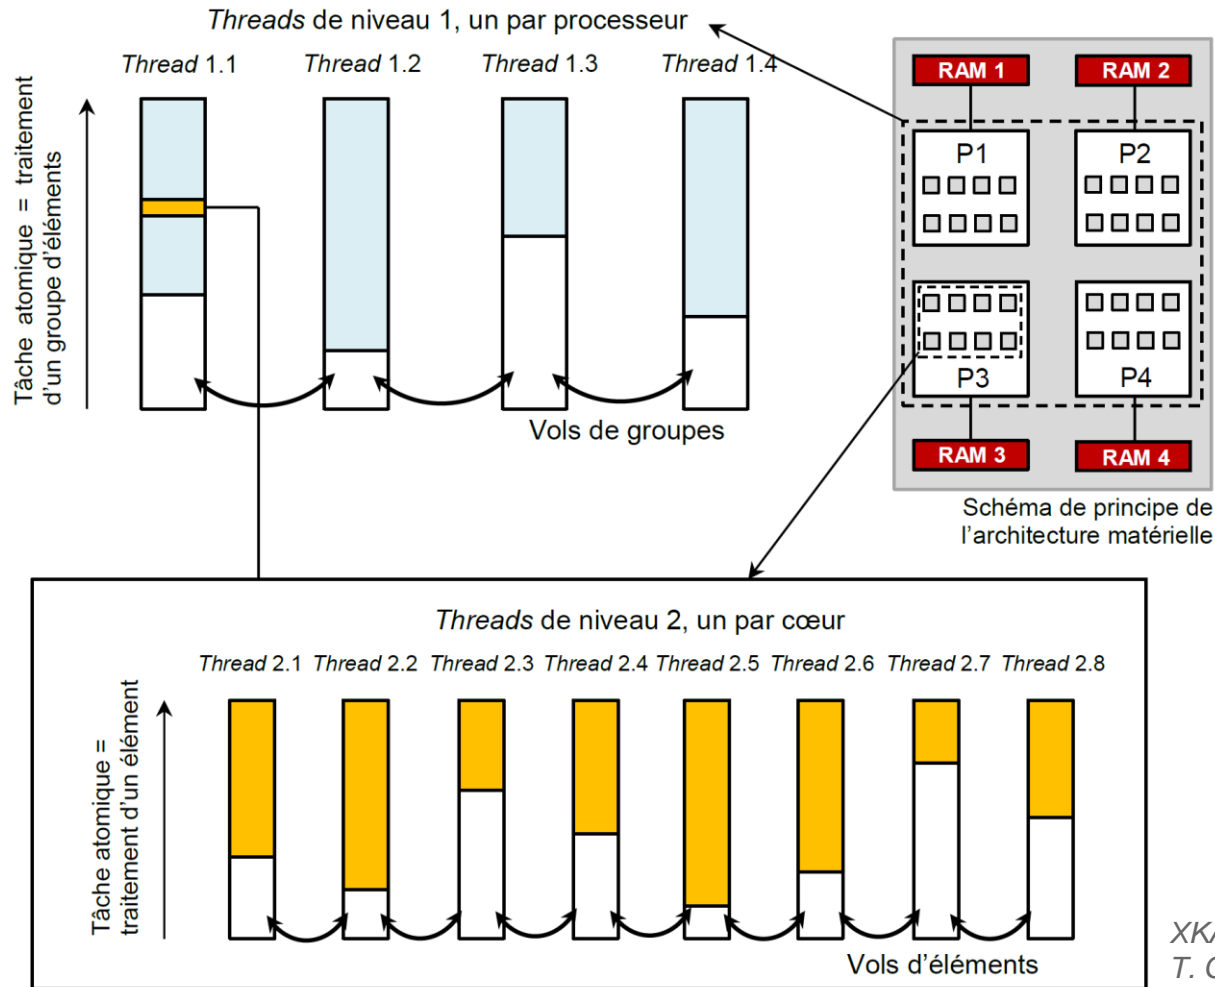 Threads de niveau 1, un par processeur
Thread 1.1
Thread 1.2
Thread 1.3
Thread 1.4
Tâche atomique = traitement
d'un groupe d'éléments
Vols de groupes
RAM 1
RAM 2
P1
P2
P3
P4
RAM 3
RAM 4
Schéma de principe de
l'architecture matérielle
Threads de niveau 2, un par cœur
Thread 2.1
Thread 2.2
Thread 2.3
Thread 2.4
Thread 2.5
Thread 2.6
Thread 2.7
Thread 2.8
Tâche atomique =
traitement d'un élément
Vols d'éléments
T.